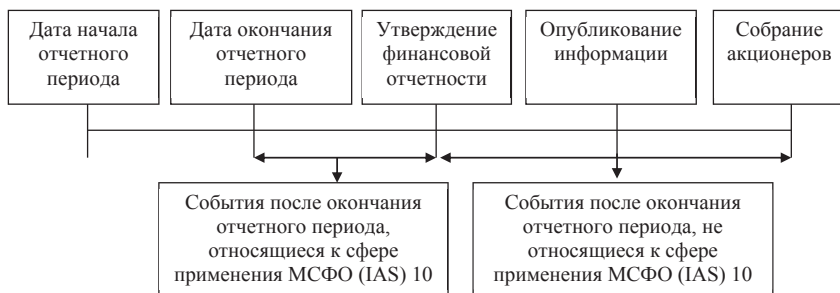 Дата начала
отчетного
периода
Дата окончания
отчетного
периода
Утверждение
финансовой
отчетности
Опубликование
информации
Собрание
акционеров
События после окончания
отчетного периода,
относящиеся к сфере
применения МСФО (IAS) 10
События после окончания
отчетного периода, не
относящиеся к сфере
применения МСФО (IAS) 10